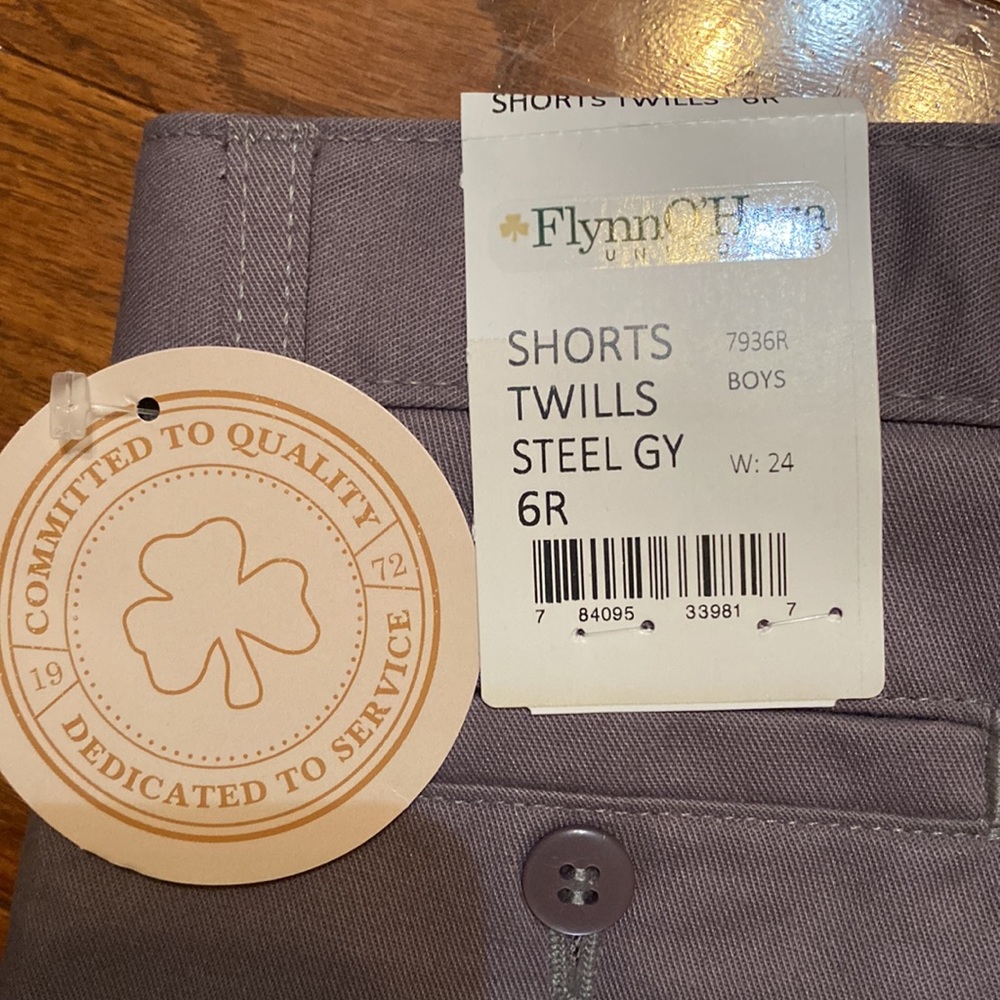 SHORTS TWILLS 6R
FlynnO'Hara
UNIFORMS
SHORTS
TWILLS
STEEL GY
6R
7936R
BOYS
W: 24
7 84095 33981 7
COMMITTED TO QUALITY
19 72
DEDICATED TO SERVICE